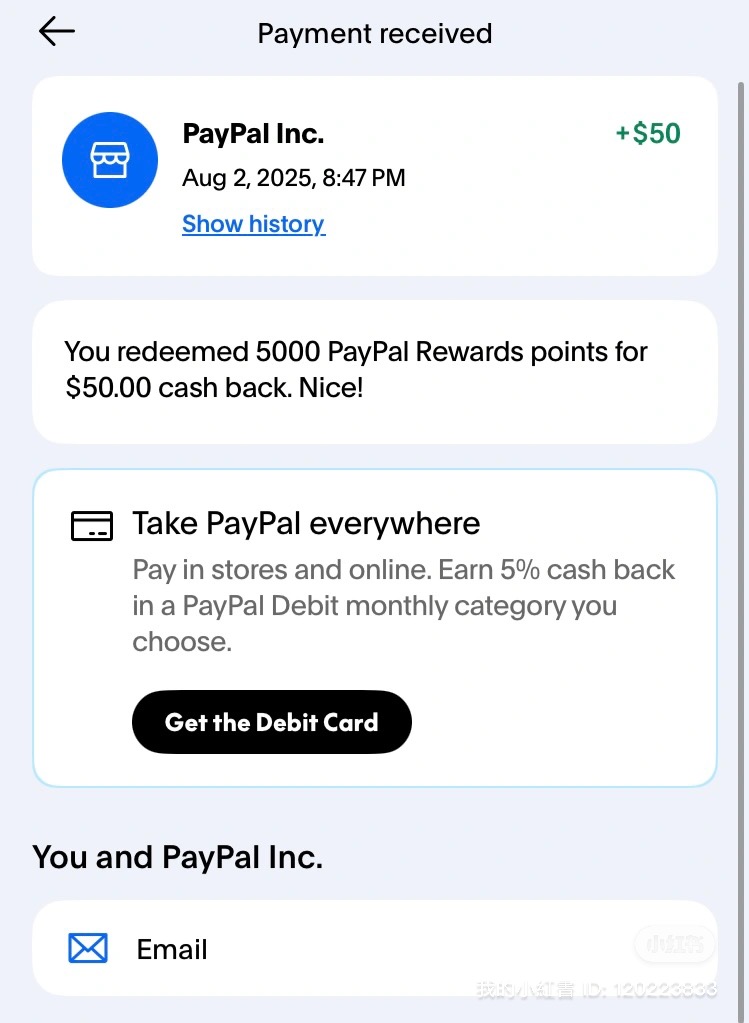 Payment received
PayPal Inc.
+$50
Aug 2, 2025, 8:47 PM
Show history
You redeemed 5000 PayPal Rewards points for
$50.00 cash back. Nice!
Take PayPal everywhere
Pay in stores and online. Earn 5% cash back
in a PayPal Debit monthly category you
choose.
Get the Debit Card
You and PayPal Inc.
Email
小红书
我的小紅書 ID: 120223833